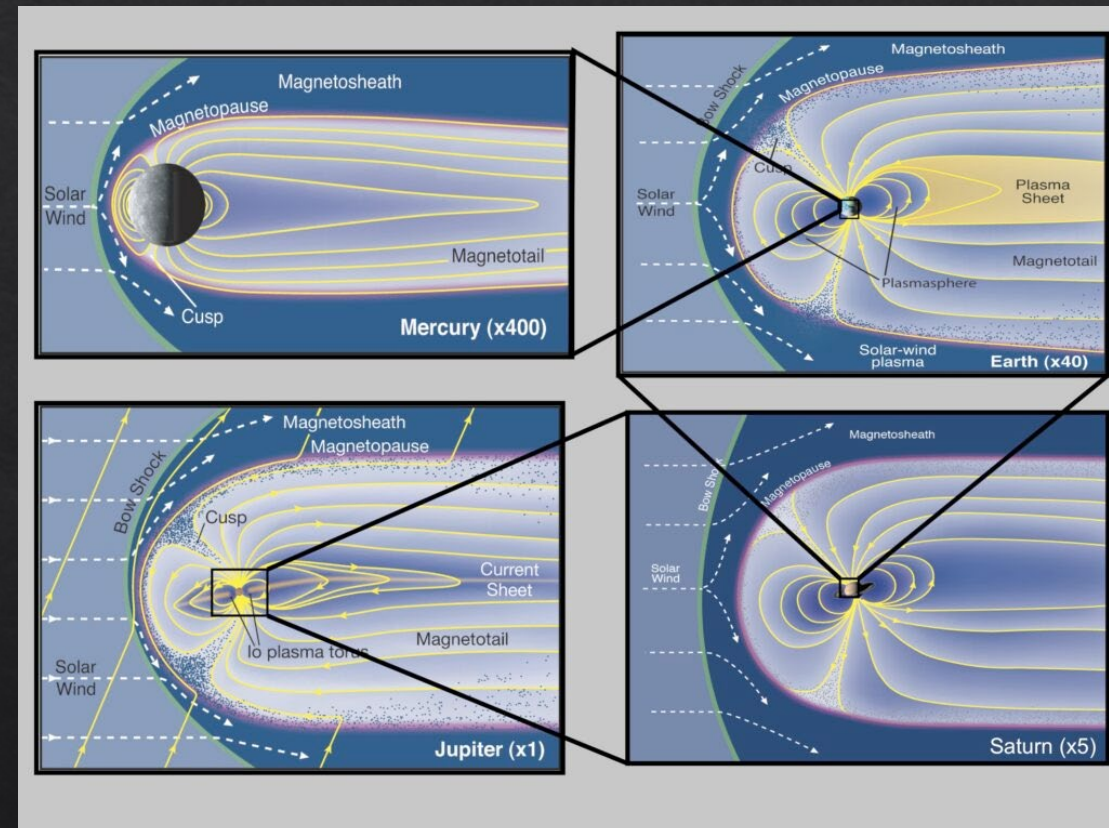 Magnetosheath
Magnetopause
Solar
Wind
Magnetotail
Cusp
Mercury (x400)
Magnetosheath
Bow Shock
Magnetopause
Cusp
Solar
Wind
Plasma
Sheet
Magnetotail
Plasmasphere
Solar-wind
plasma
Earth (x40)
Magnetosheath
Magnetopause
Bow Shock
Cusp
Current
Sheet
Io plasma torus
Magnetotail
Solar
Wind
Jupiter (x1)
Magnetosheath
Bow Shock
Magnetopause
Solar
Wind
Saturn (x5)